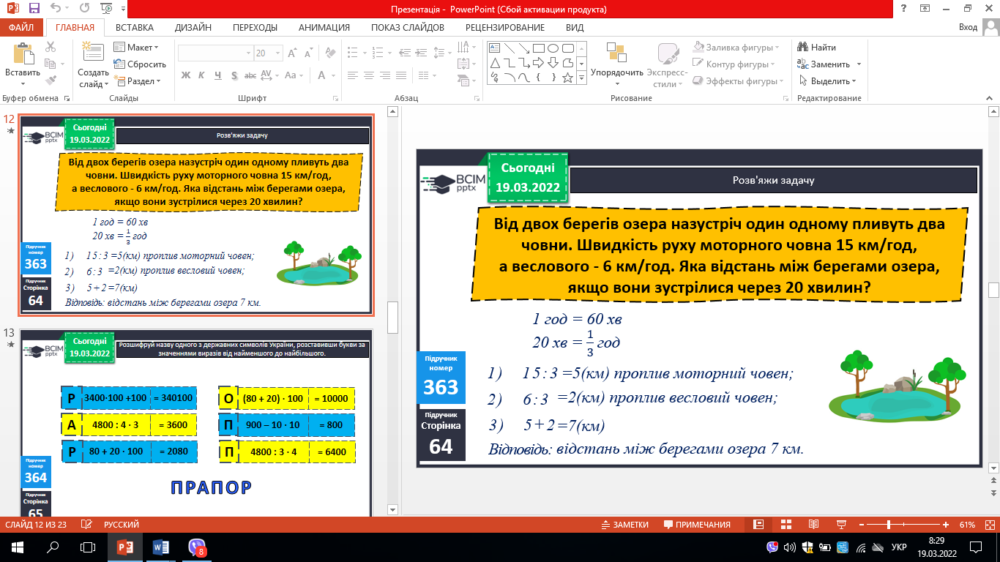 Презентація - PowerPoint (Сбой активации продукта)
ФАЙЛ ГЛАВНАЯ ВСТАВКА ДИЗАЙН ПЕРЕХОДЫ АНИМАЦИЯ ПОКАЗ СЛАЙДОВ РЕЦЕНЗИРОВАНИЕ ВИД Вход
Вставить
Создать слайд
Макет
Сбросить
Раздел
20
Упорядочить
Экспресс-стили
Заливка фигуры
Контур фигуры
Эффекты фигуры
Найти
Заменить
Выделить
Буфер обмена Слайды Шрифт Абзац Рисование Редактирование
12
BCIM pptx
Сьогодні
19.03.2022
Розв'яжи задачу
Від двох берегів озера назустріч один одному пливуть два
човни. Швидкість руху моторного човна 15 км/год,
а веслового - 6 км/год. Яка відстань між берегами озера,
якщо вони зустрілися через 20 хвилин?
1 год = 60 хв
20 хв = 1/3 год
Підручник
номер
363
Підручник
Сторінка
64
1) 15 : 3 =5(км) проплив моторний човен;
2) 6 : 3 =2(км) проплив весловий човен;
3) 5 + 2 =7(км)
Відповідь: відстань між берегами озера 7 км.
13
BCIM pptx
Сьогодні
19.03.2022
Розшифруй назву одного з державних символів України, розставивши букви за
значеннями виразів від найменшого до найбільшого.
Р 3400·100 +100 = 340100
О (80 + 20) · 100 = 10000
А 4800 : 4 · 3 = 3600
П 900 – 10 · 10 = 800
Р 80 + 20 · 100 = 2080
П 4800 : 3 · 4 = 6400
Підручник
номер
364
Підручник
Сторінка
65
ПРАПОР
BCIM pptx
Сьогодні
19.03.2022
Розв'яжи задачу
Від двох берегів озера назустріч один одному пливуть два
човни. Швидкість руху моторного човна 15 км/год,
а веслового - 6 км/год. Яка відстань між берегами озера,
якщо вони зустрілися через 20 хвилин?
1 год = 60 хв
20 хв = 1/3 год
Підручник
номер
363
Підручник
Сторінка
64
1) 15 : 3 =5(км) проплив моторний човен;
2) 6 : 3 =2(км) проплив весловий човен;
3) 5 + 2 =7(км)
Відповідь: відстань між берегами озера 7 км.
СЛАЙД 12 ИЗ 23 РУССКИЙ ЗАМЕТКИ ПРИМЕЧАНИЯ 61%
8
УКР
8:29
19.03.2022